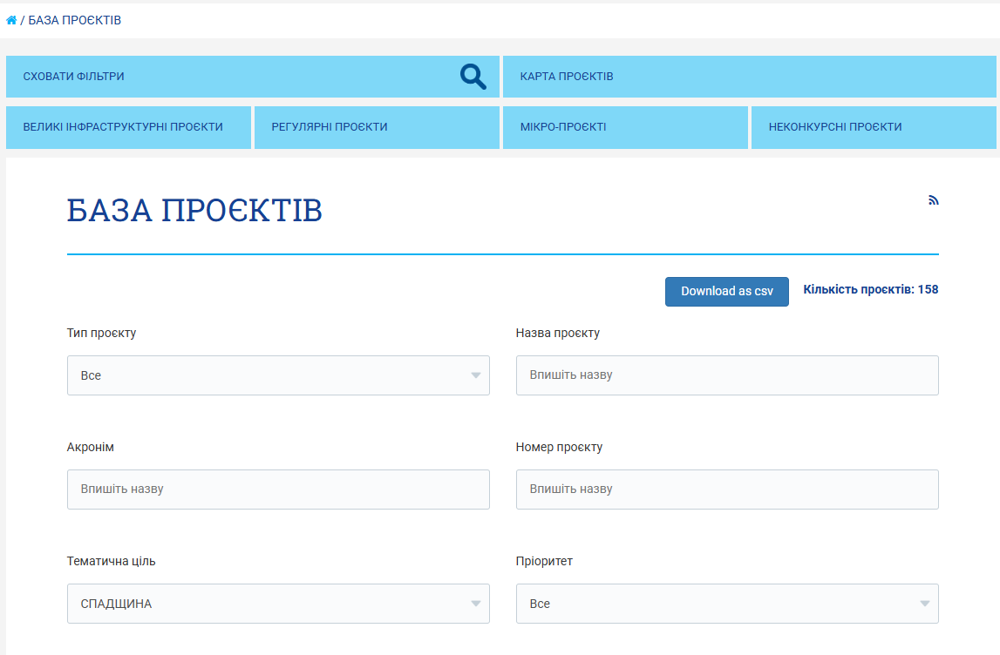 / БАЗА ПРОЄКТІВ
СХОВАТИ ФІЛЬТРИ
КАРТА ПРОЄКТІВ
ВЕЛИКІ ІНФРАСТРУКТУРНІ ПРОЄКТИ
РЕГУЛЯРНІ ПРОЄКТИ
МІКРО-ПРОЄКТІ
НЕКОНКУРСНІ ПРОЄКТИ
БАЗА ПРОЄКТІВ
Download as csv
Кількість проєктів: 158
Тип проєкту
Назва проєкту
Все
Впишіть назву
Акронім
Номер проєкту
Впишіть назву
Впишіть назву
Тематична ціль
Пріоритет
СПАДЩИНА
Все